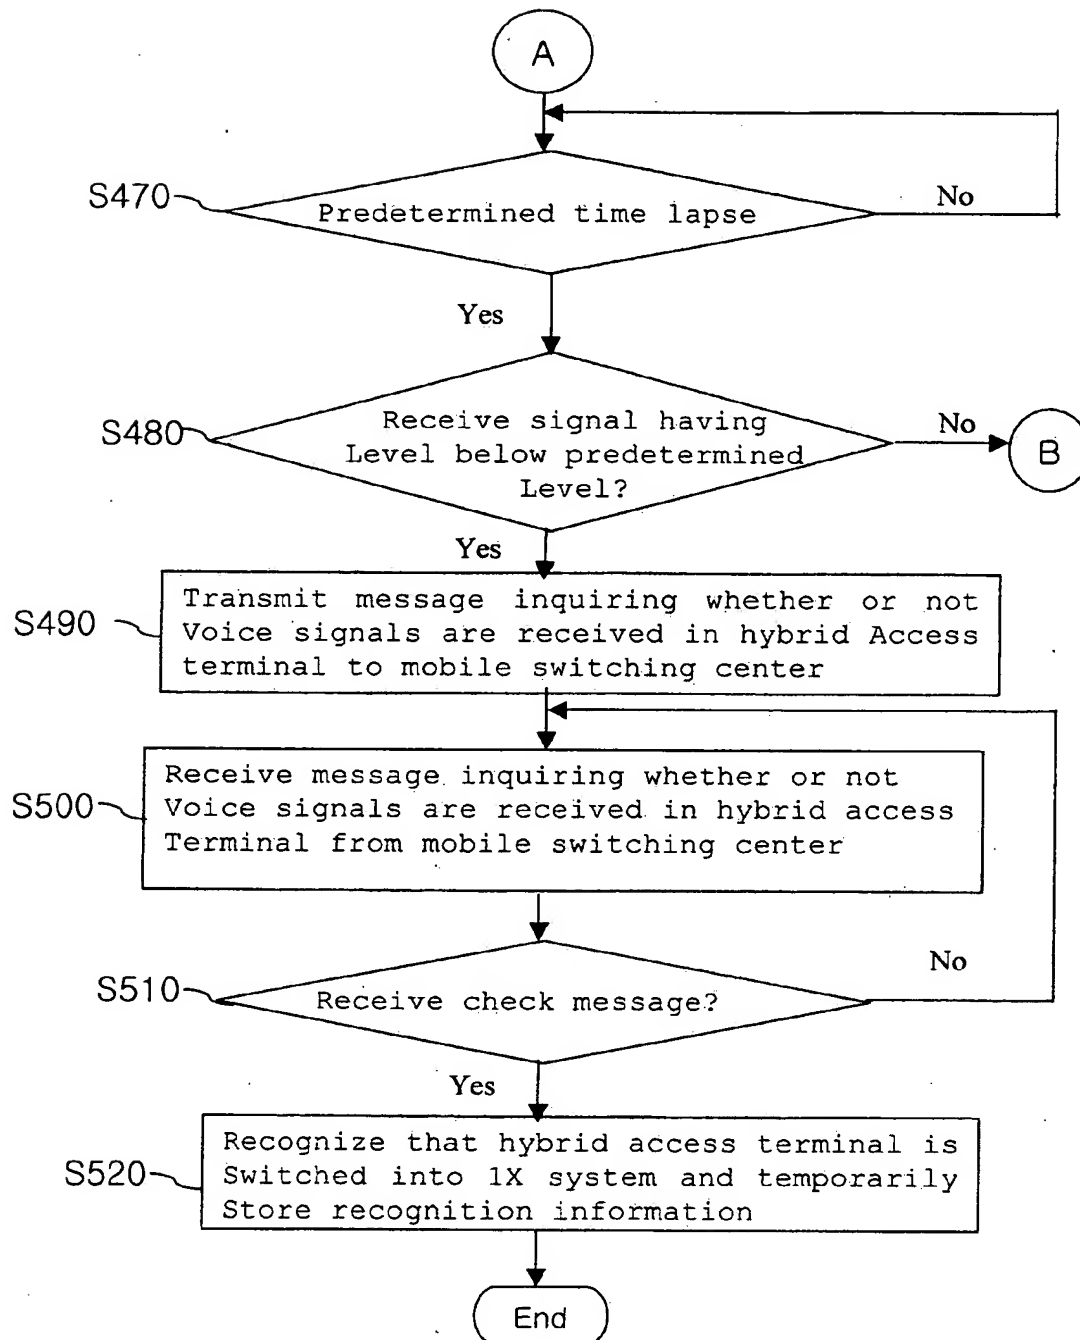 A
S470
Predetermined time lapse
No
Yes
S480
Receive signal having
Level below predetermined
Level?
No
B
Yes
S490
Transmit message inquiring whether or not
Voice signals are received in hybrid Access
terminal to mobile switching center
S500
Receive message inquiring whether or not
Voice signals are received in hybrid access
Terminal from mobile switching center
S510
Receive check message?
No
Yes
S520
Recognize that hybrid access terminal is
Switched into 1X system and temporarily
Store recognition information
End